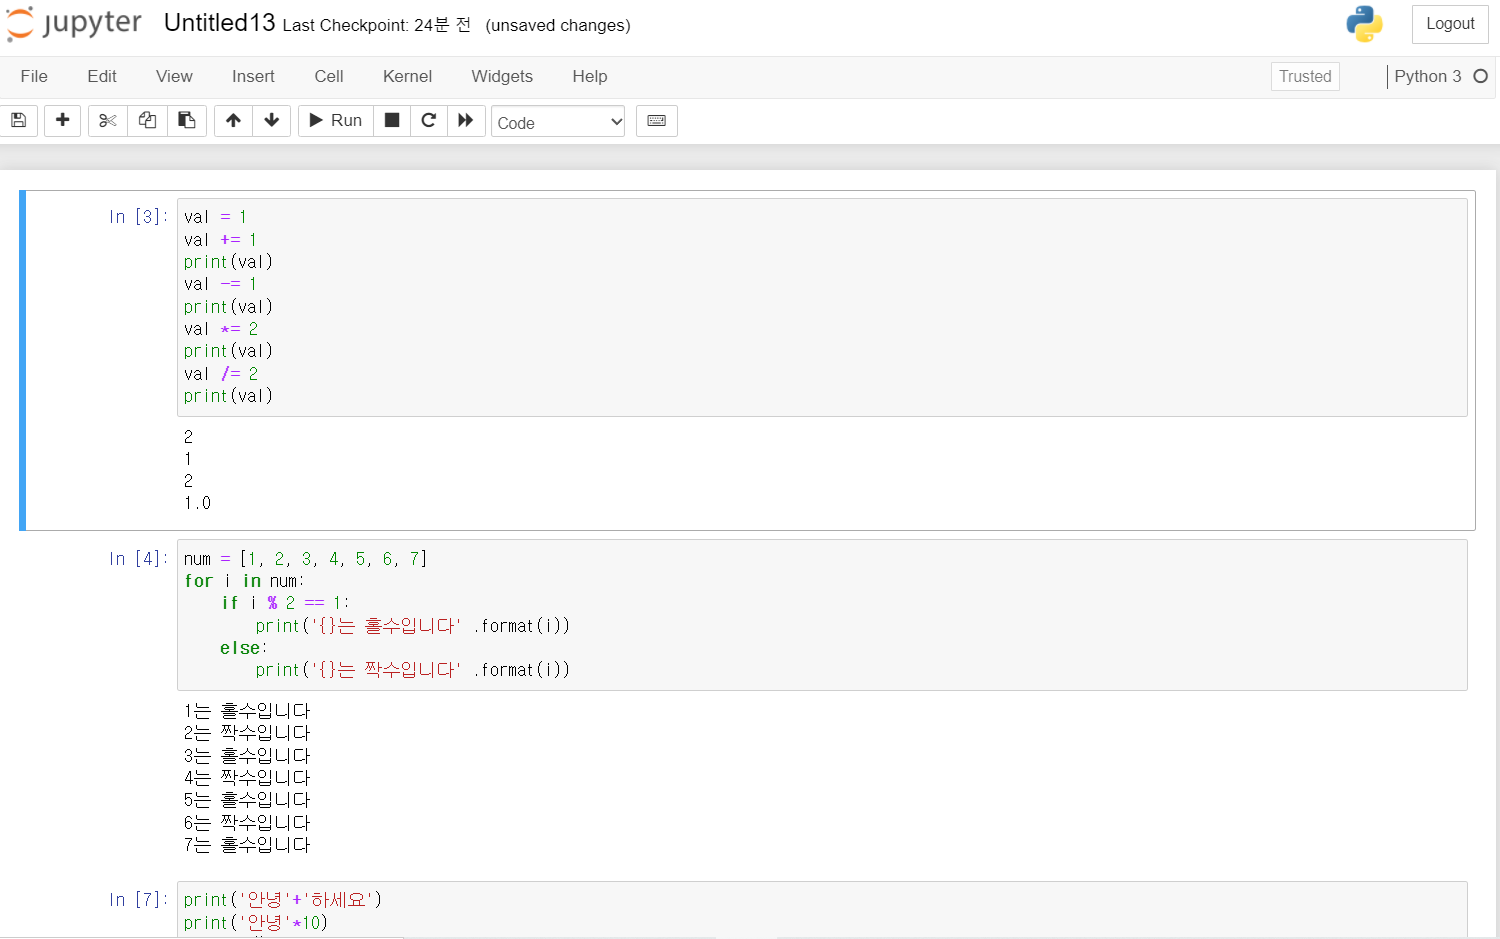 jupyter Untitled13 Last Checkpoint: 24분 전 (unsaved changes) Logout
File Edit View Insert Cell Kernel Widgets Help Trusted Python 3
Run Code
In [3]: val = 1
val += 1
print(val)
val -= 1
print(val)
val *= 2
print(val)
val /= 2
print(val)
2
1
2
1.0
In [4]: num = [1, 2, 3, 4, 5, 6, 7]
for i in num:
    if i % 2 == 1:
        print('{}는 홀수입니다' .format(i))
    else:
        print('{}는 짝수입니다' .format(i))
1는 홀수입니다
2는 짝수입니다
3는 홀수입니다
4는 짝수입니다
5는 홀수입니다
6는 짝수입니다
7는 홀수입니다
In [7]: print('안녕'+'하세요')
print('안녕'*10)